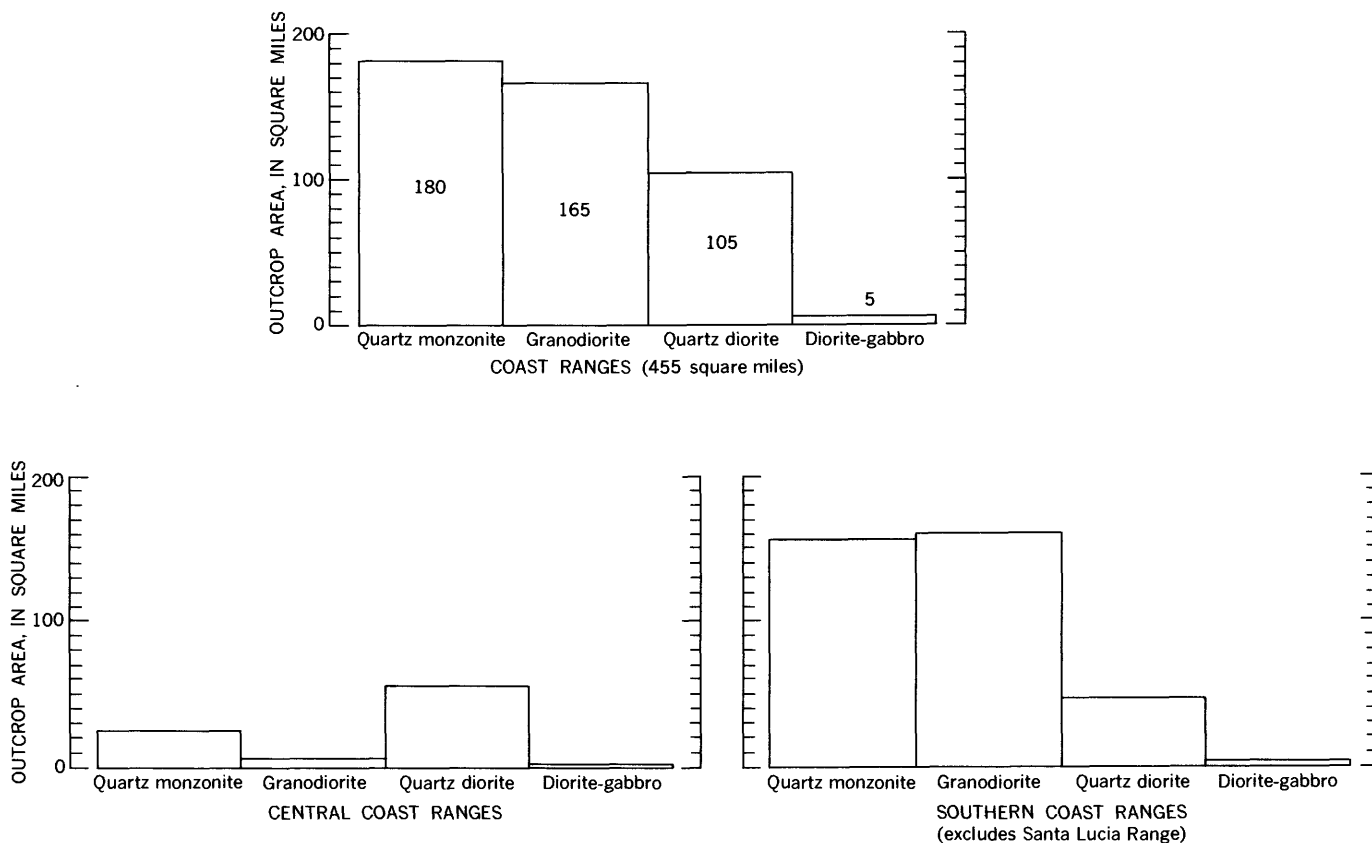 OUTCROP AREA, IN SQUARE MILES
200
100
0
180
165
105
5
Quartz monzonite Granodiorite Quartz diorite Diorite-gabbro
COAST RANGES (455 square miles)
OUTCROP AREA, IN SQUARE MILES
200
100
0
Quartz monzonite Granodiorite Quartz diorite Diorite-gabbro
CENTRAL COAST RANGES
Quartz monzonite Granodiorite Quartz diorite Diorite-gabbro
SOUTHERN COAST RANGES
(excludes Santa Lucia Range)